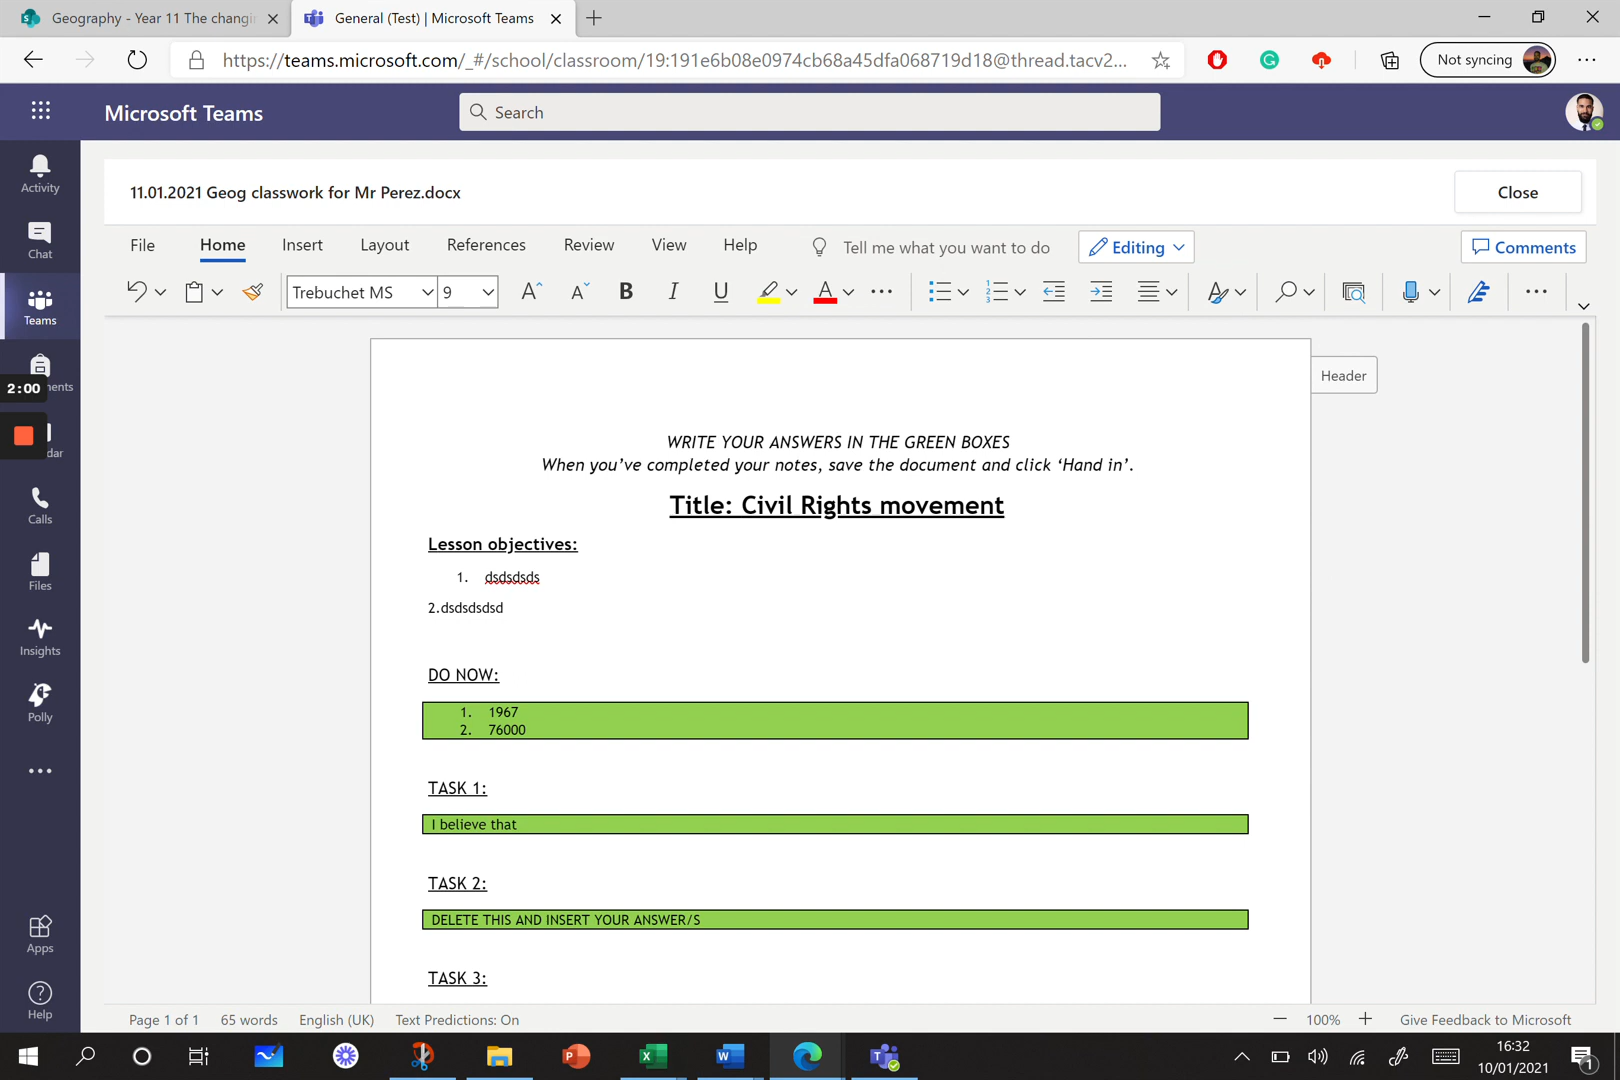 Geography - Year 11 The changi
General (Test) | Microsoft Teams
https://teams.microsoft.com/_#/school/classroom/19:191e6b08e0974cb68a45dfa068719d18@thread.tacv2...
Not syncing
Microsoft Teams
Search
Activity
Chat
Teams
2:00
ents
dar
Calls
Files
Insights
Polly
Apps
Help
11.01.2021 Geog classwork for Mr Perez.docx
Close
File Home Insert Layout References Review View Help Tell me what you want to do Editing Comments
Trebuchet MS 9
Header
WRITE YOUR ANSWERS IN THE GREEN BOXES
When you’ve completed your notes, save the document and click ‘Hand in’.
Title: Civil Rights movement
Lesson objectives:
1. dsdsdsds
2.dsdsdsdsd
DO NOW:
1. 1967
2. 76000
TASK 1:
I believe that
TASK 2:
DELETE THIS AND INSERT YOUR ANSWER/S
TASK 3:
Page 1 of 1 65 words English (UK) Text Predictions: On 100% Give Feedback to Microsoft
16:32
10/01/2021
1